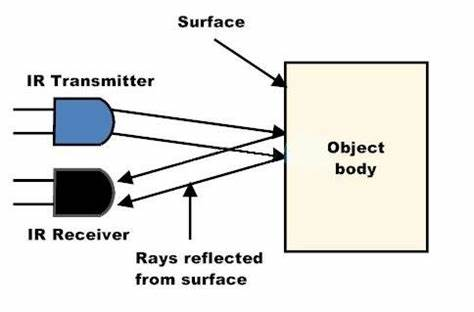 Surface
IR Transmitter
Object
body
IR Receiver
Rays reflected
from surface